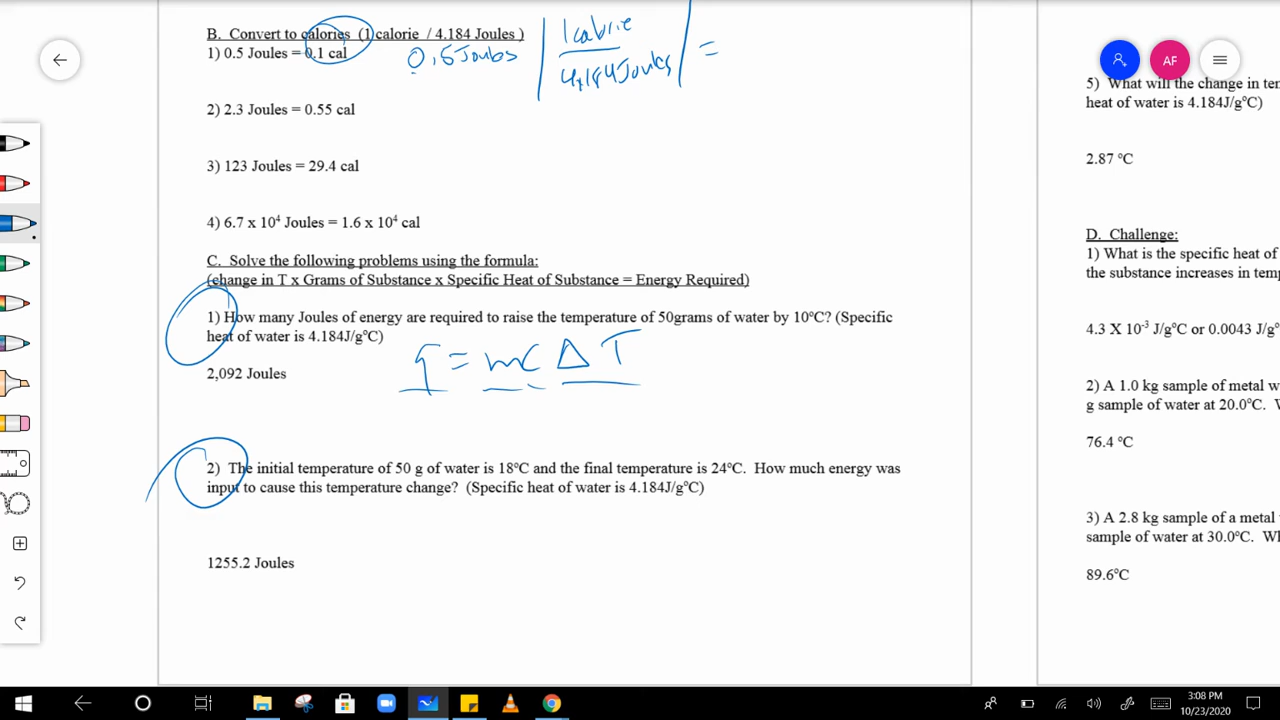 B. Convert to calories (1 calorie / 4.184 Joules )
1) 0.5 Joules = 0.1 cal
0.5 Joules | 1 calorie / 4.184 Joules | =
2) 2.3 Joules = 0.55 cal
3) 123 Joules = 29.4 cal
4) 6.7 x 10⁴ Joules = 1.6 x 10⁴ cal
C. Solve the following problems using the formula:
(change in T x Grams of Substance x Specific Heat of Substance = Energy Required)
1) How many Joules of energy are required to raise the temperature of 50grams of water by 10°C? (Specific
heat of water is 4.184J/g°C)
q = mc Δ T
2,092 Joules
2) The initial temperature of 50 g of water is 18°C and the final temperature is 24°C. How much energy was
input to cause this temperature change? (Specific heat of water is 4.184J/g°C)
1255.2 Joules
AF
5) What will the change in
heat of water is 4.184J/g°C)
2.87 °C
D. Challenge:
1) What is the specific heat of
the substance increases in
4.3 X 10⁻³ J/g°C or 0.0043 J/g°
2) A 1.0 kg sample of metal
g sample of water at 20.0°C.
76.4 °C
3) A 2.8 kg sample of a metal
sample of water at 30.0°C.
89.6°C
3:08 PM
10/23/2020